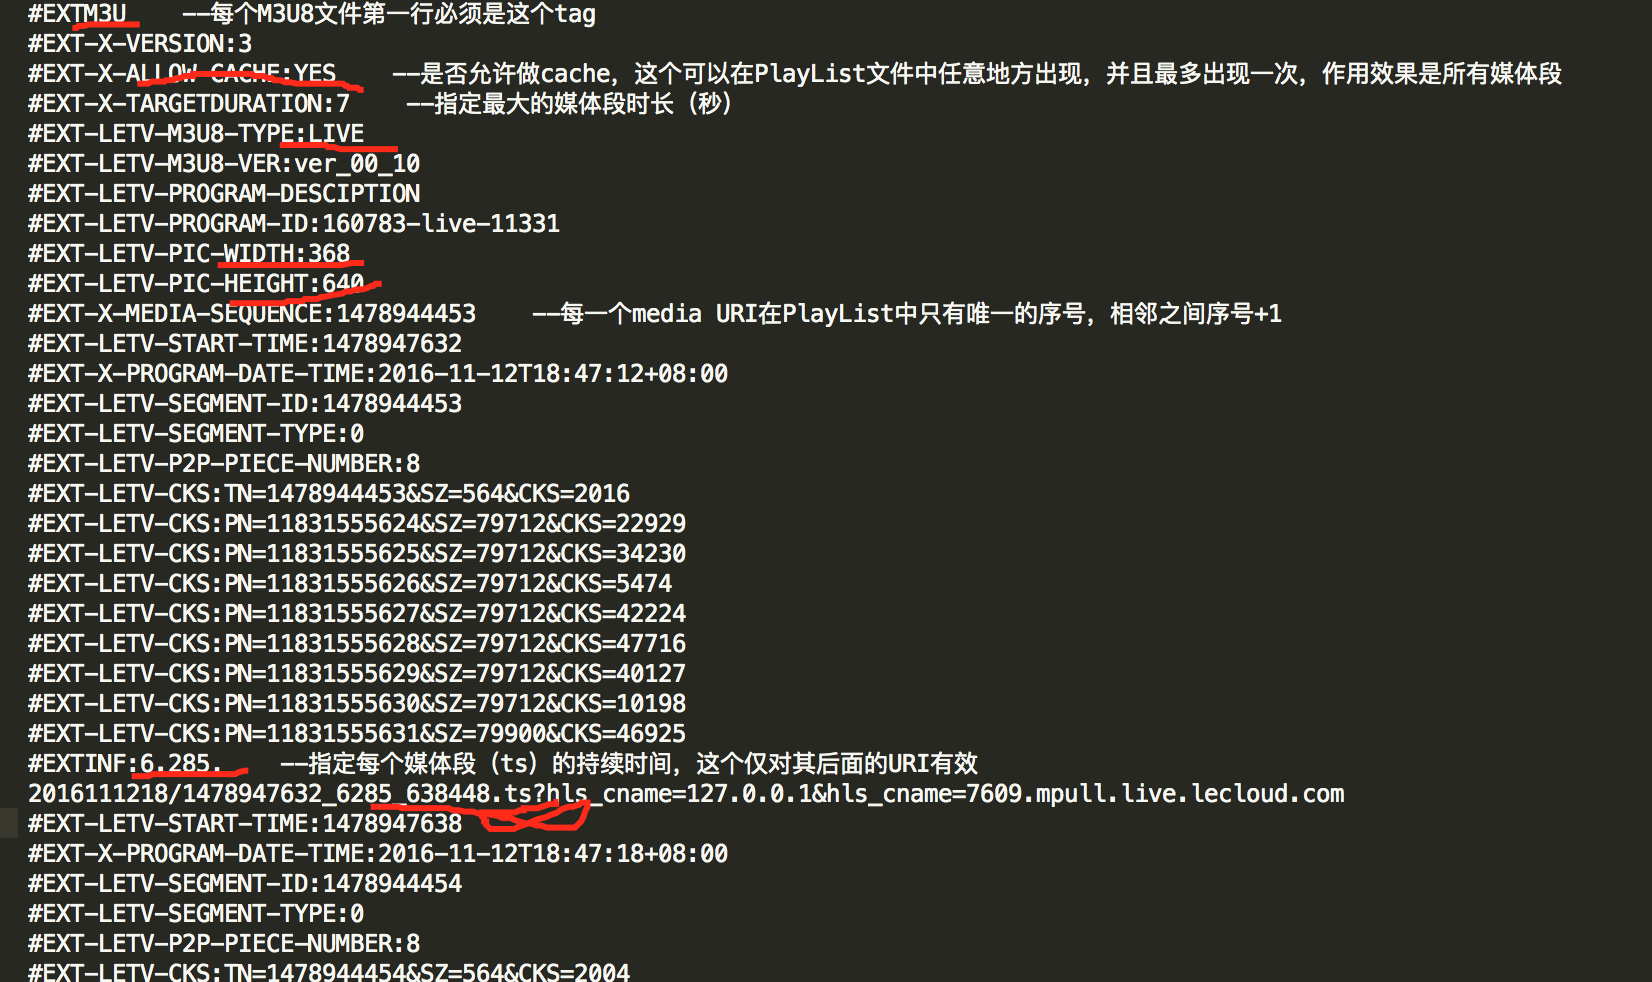 #EXTM3U    --每个M3U8文件第一行必须是这个tag
#EXT-X-VERSION:3
#EXT-X-ALLOW-CACHE:YES    --是否允许做cache，这个可以在PlayList文件中任意地方出现，并且最多出现一次，作用效果是所有媒体段
#EXT-X-TARGETDURATION:7    --指定最大的媒体段时长（秒）
#EXT-LETV-M3U8-TYPE:LIVE
#EXT-LETV-M3U8-VER:ver_00_10
#EXT-LETV-PROGRAM-DESCIPTION
#EXT-LETV-PROGRAM-ID:160783-live-11331
#EXT-LETV-PIC-WIDTH:368
#EXT-LETV-PIC-HEIGHT:640
#EXT-X-MEDIA-SEQUENCE:1478944453    --每一个media URI在PlayList中只有唯一的序号，相邻之间序号+1
#EXT-LETV-START-TIME:1478947632
#EXT-X-PROGRAM-DATE-TIME:2016-11-12T18:47:12+08:00
#EXT-LETV-SEGMENT-ID:1478944453
#EXT-LETV-SEGMENT-TYPE:0
#EXT-LETV-P2P-PIECE-NUMBER:8
#EXT-LETV-CKS:TN=1478944453&SZ=564&CKS=2016
#EXT-LETV-CKS:PN=11831555624&SZ=79712&CKS=22929
#EXT-LETV-CKS:PN=11831555625&SZ=79712&CKS=34230
#EXT-LETV-CKS:PN=11831555626&SZ=79712&CKS=5474
#EXT-LETV-CKS:PN=11831555627&SZ=79712&CKS=42224
#EXT-LETV-CKS:PN=11831555628&SZ=79712&CKS=47716
#EXT-LETV-CKS:PN=11831555629&SZ=79712&CKS=40127
#EXT-LETV-CKS:PN=11831555630&SZ=79712&CKS=10198
#EXT-LETV-CKS:PN=11831555631&SZ=79900&CKS=46925
#EXTINF:6.285,    --指定每个媒体段（ts）的持续时间，这个仅对其后面的URI有效
2016111218/1478947632_6285_638448.ts?hls_cname=127.0.0.1&hls_cname=7609.mpull.live.lecloud.com
#EXT-LETV-START-TIME:1478947638
#EXT-X-PROGRAM-DATE-TIME:2016-11-12T18:47:18+08:00
#EXT-LETV-SEGMENT-ID:1478944454
#EXT-LETV-SEGMENT-TYPE:0
#EXT-LETV-P2P-PIECE-NUMBER:8
#EXT-LETV-CKS:TN=1478944454&SZ=564&CKS=2004